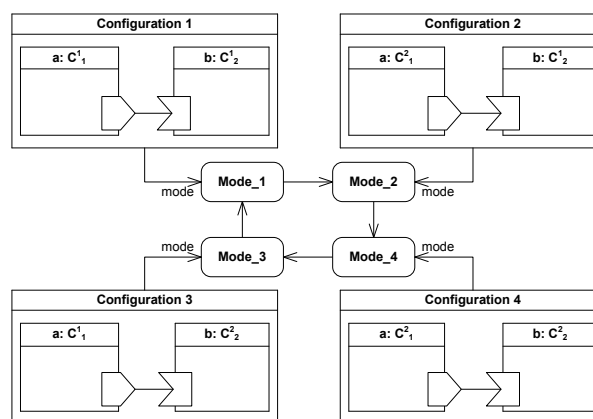 Configuration 1
Configuration 2
a: C¹₁
b: C¹₂
a: C²₁
b: C¹₂
Mode_1
Mode_2
mode
mode
mode
mode
Mode_3
Mode_4
Configuration 3
Configuration 4
a: C¹₁
b: C²₂
a: C²₁
b: C²₂